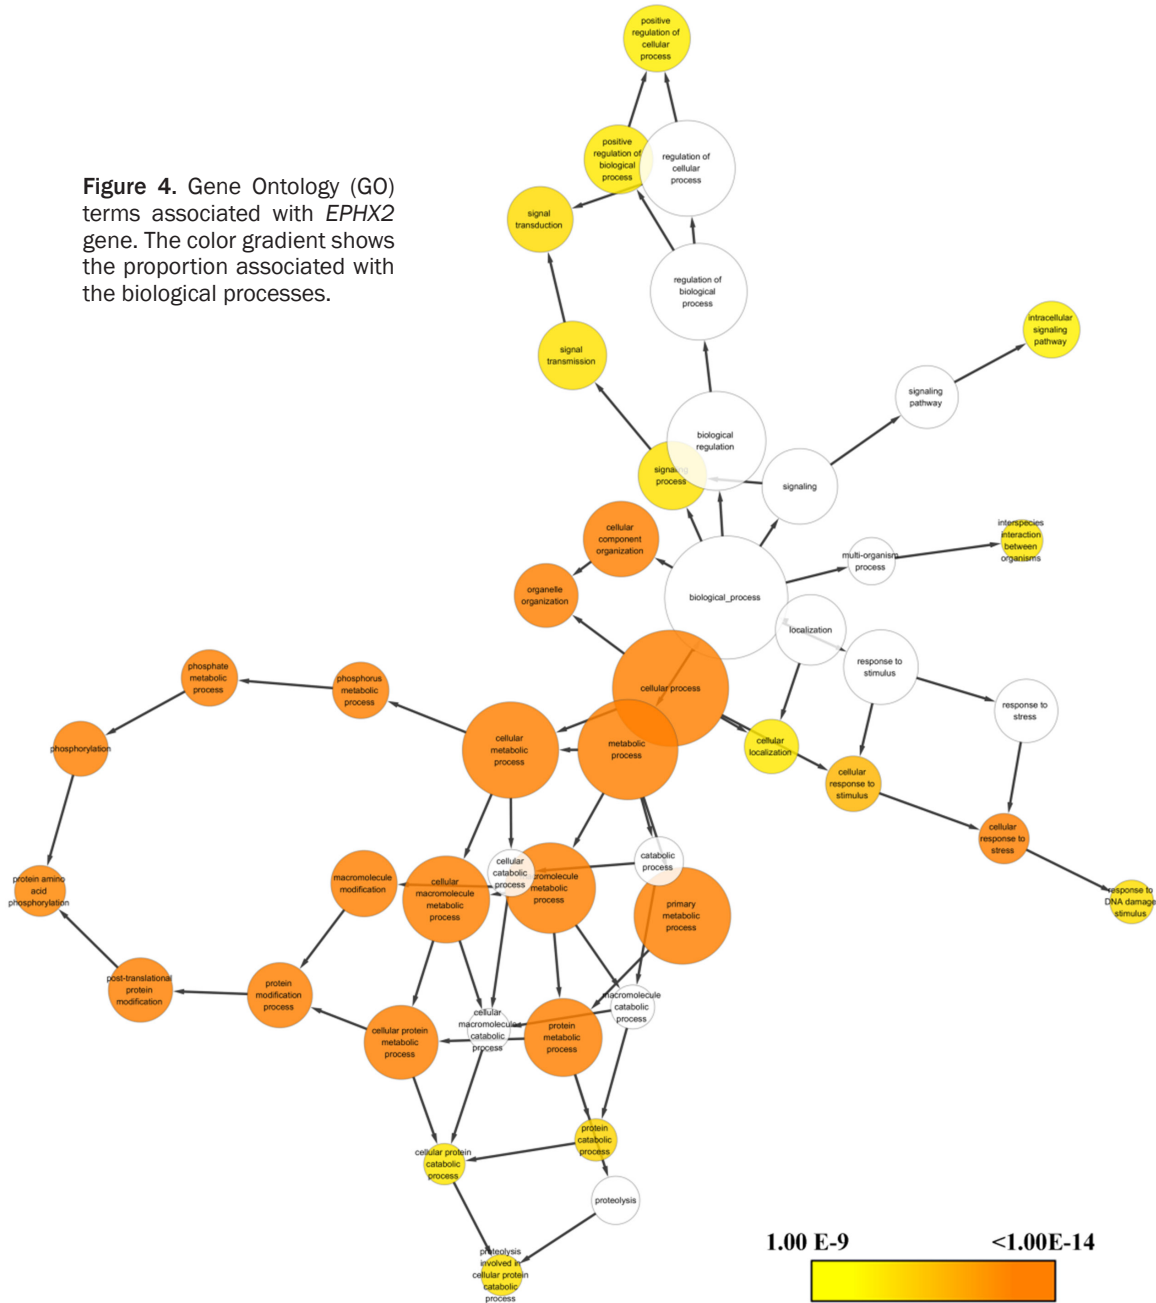 positive
regulation of
cellular
process
positive
regulation of
biological
process
regulation of
cellular
process
Figure 4. Gene Ontology (GO)
terms associated with EPHX2
gene. The color gradient shows
the proportion associated with
the biological processes.
signal
transduction
regulation of
biological
process
intracellular
signaling
pathway
signal
transmission
signaling
pathway
biological
regulation
signaling
process
signaling
cellular
component
organization
interspecies
interaction
between
organisms
multi-organism
process
organelle
organization
biological_process
localization
response to
stimulus
phosphate
metabolic
process
phosphorus
metabolic
process
cellular process
response to
stress
phosphorylation
cellular
metabolic
process
metabolic
process
cellular
localization
cellular
response to
stimulus
cellular
response to
stress
protein amino
acid
phosphorylation
macromolecule
modification
cellular
macromolecule
metabolic
process
cellular
catabolic
process
cromolecule
metabolic
process
catabolic
process
primary
metabolic
process
response to
DNA damage
stimulus
post-translational
protein
modification
protein
modification
process
cellular protein
metabolic
process
cellular
macromolecule
catabolic
process
protein
metabolic
process
macromolecule
catabolic
process
cellular protein
catabolic
process
protein
catabolic
process
proteolysis
proteolysis
involved in
cellular protein
catabolic
process
1.00 E-9
<1.00E-14